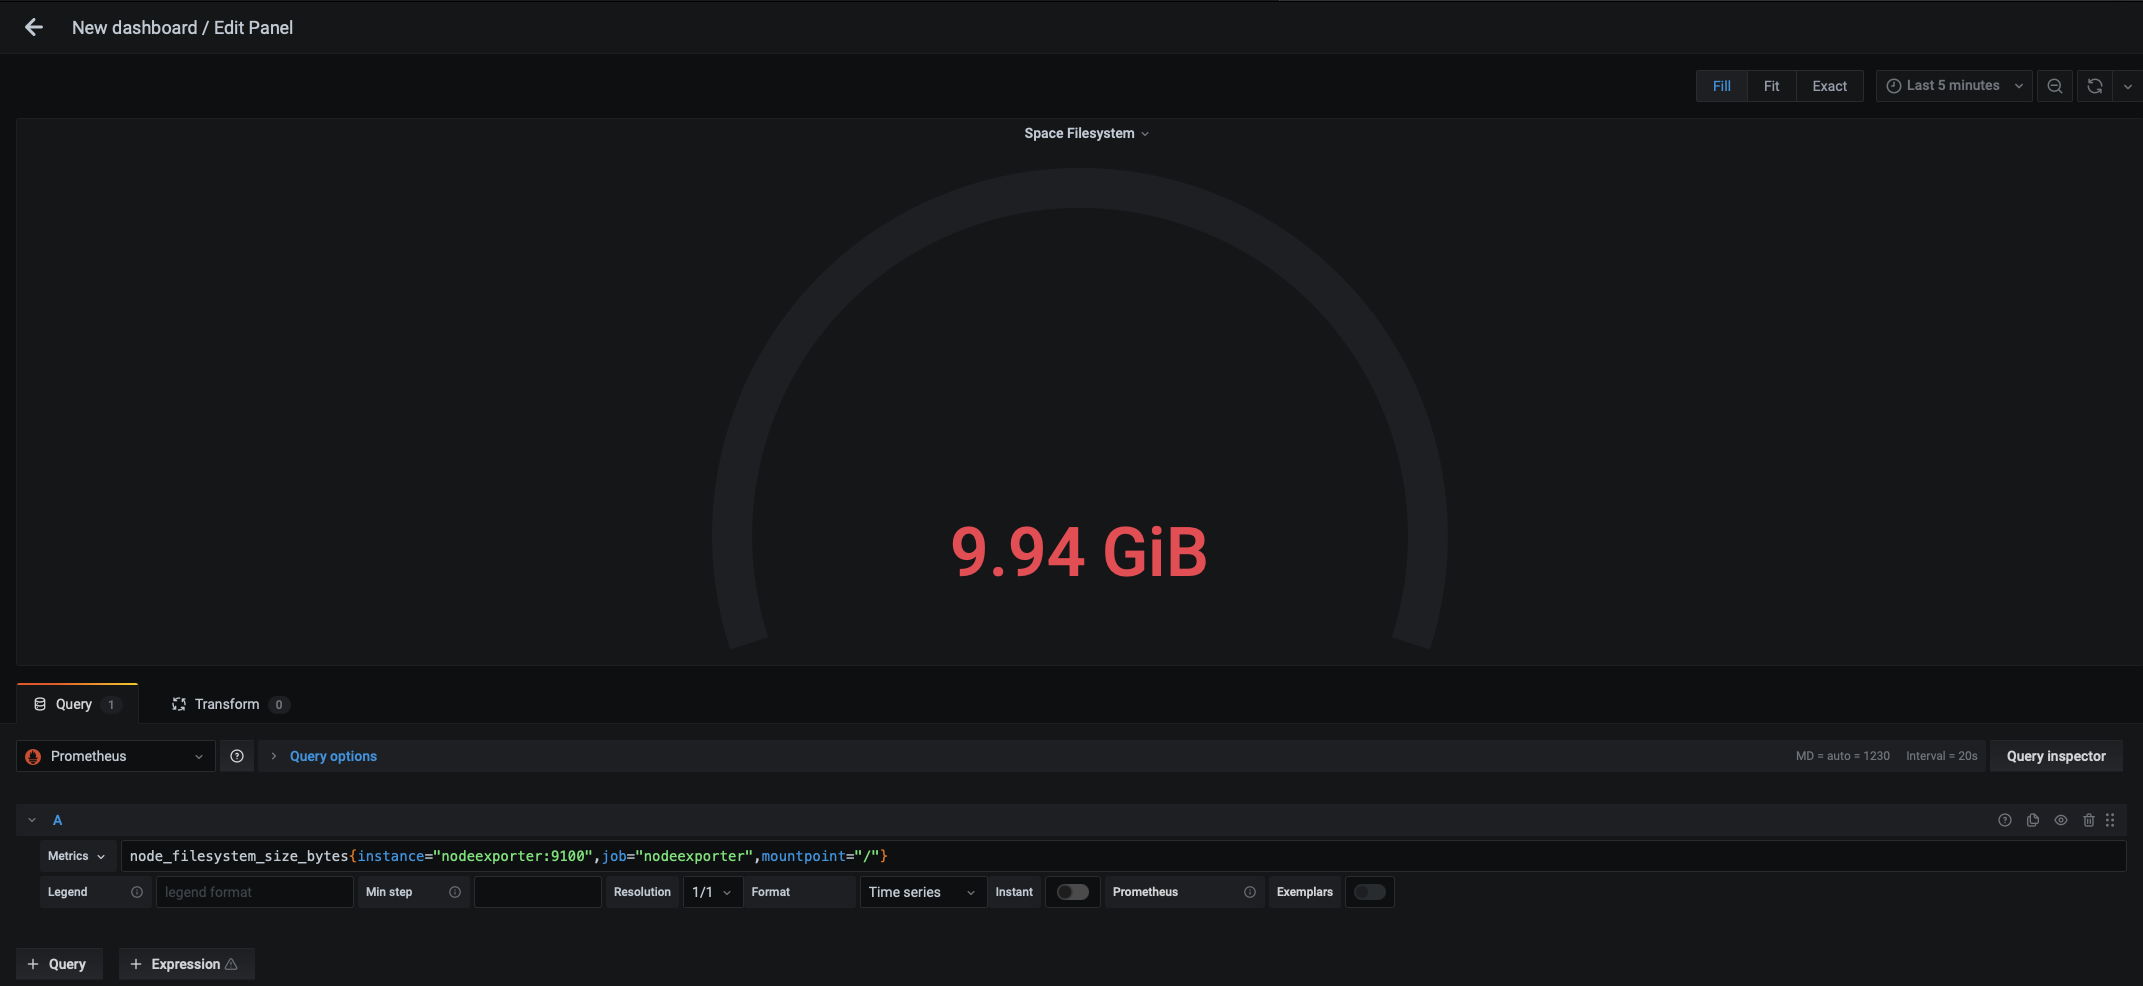 New dashboard / Edit Panel
Fill Fit Exact Last 5 minutes
Space Filesystem
9.94 GiB
Query 1 Transform 0
Prometheus Query options MD = auto = 1230 Interval = 20s Query inspector
A
Metrics node_filesystem_size_bytes{instance="nodeexporter:9100",job="nodeexporter",mountpoint="/"}
Legend legend format Min step Resolution 1/1 Format Time series Instant Prometheus Exemplars
+ Query + Expression